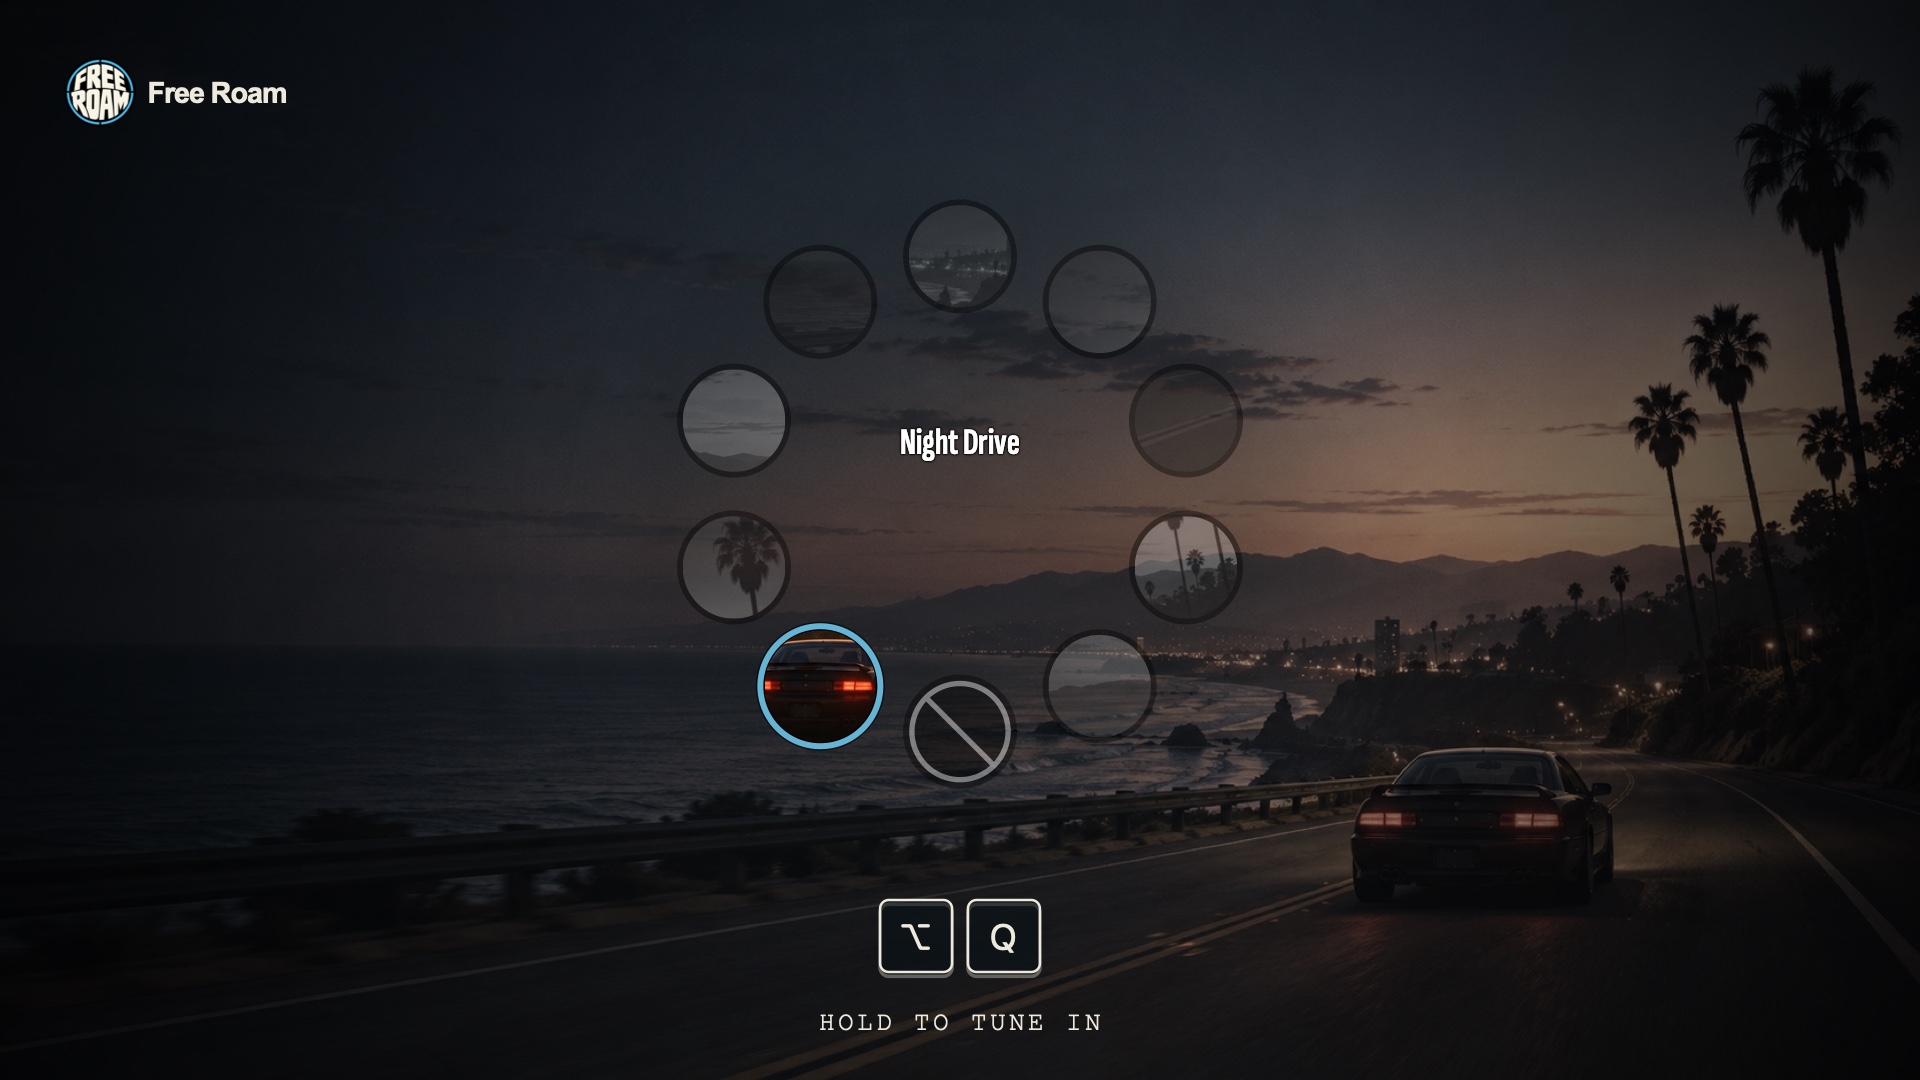 FREE
ROAM
Free Roam
Night Drive
⌥ Q
HOLD TO TUNE IN